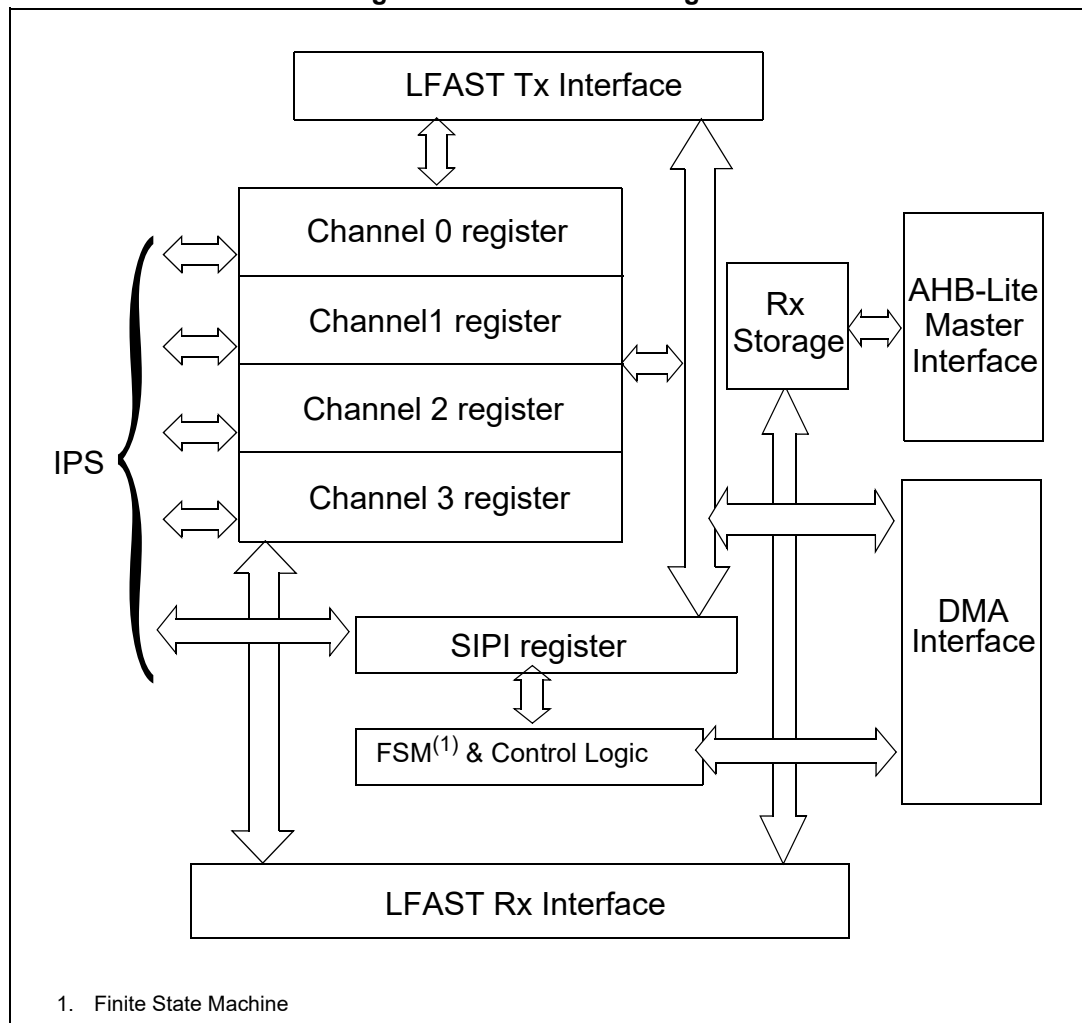 LFAST Tx Interface
Channel 0 register
Channel1 register
Channel 2 register
Channel 3 register
IPS
Rx
Storage
AHB-Lite
Master
Interface
DMA
Interface
SIPI register
FSM(1) & Control Logic
LFAST Rx Interface
1. Finite State Machine